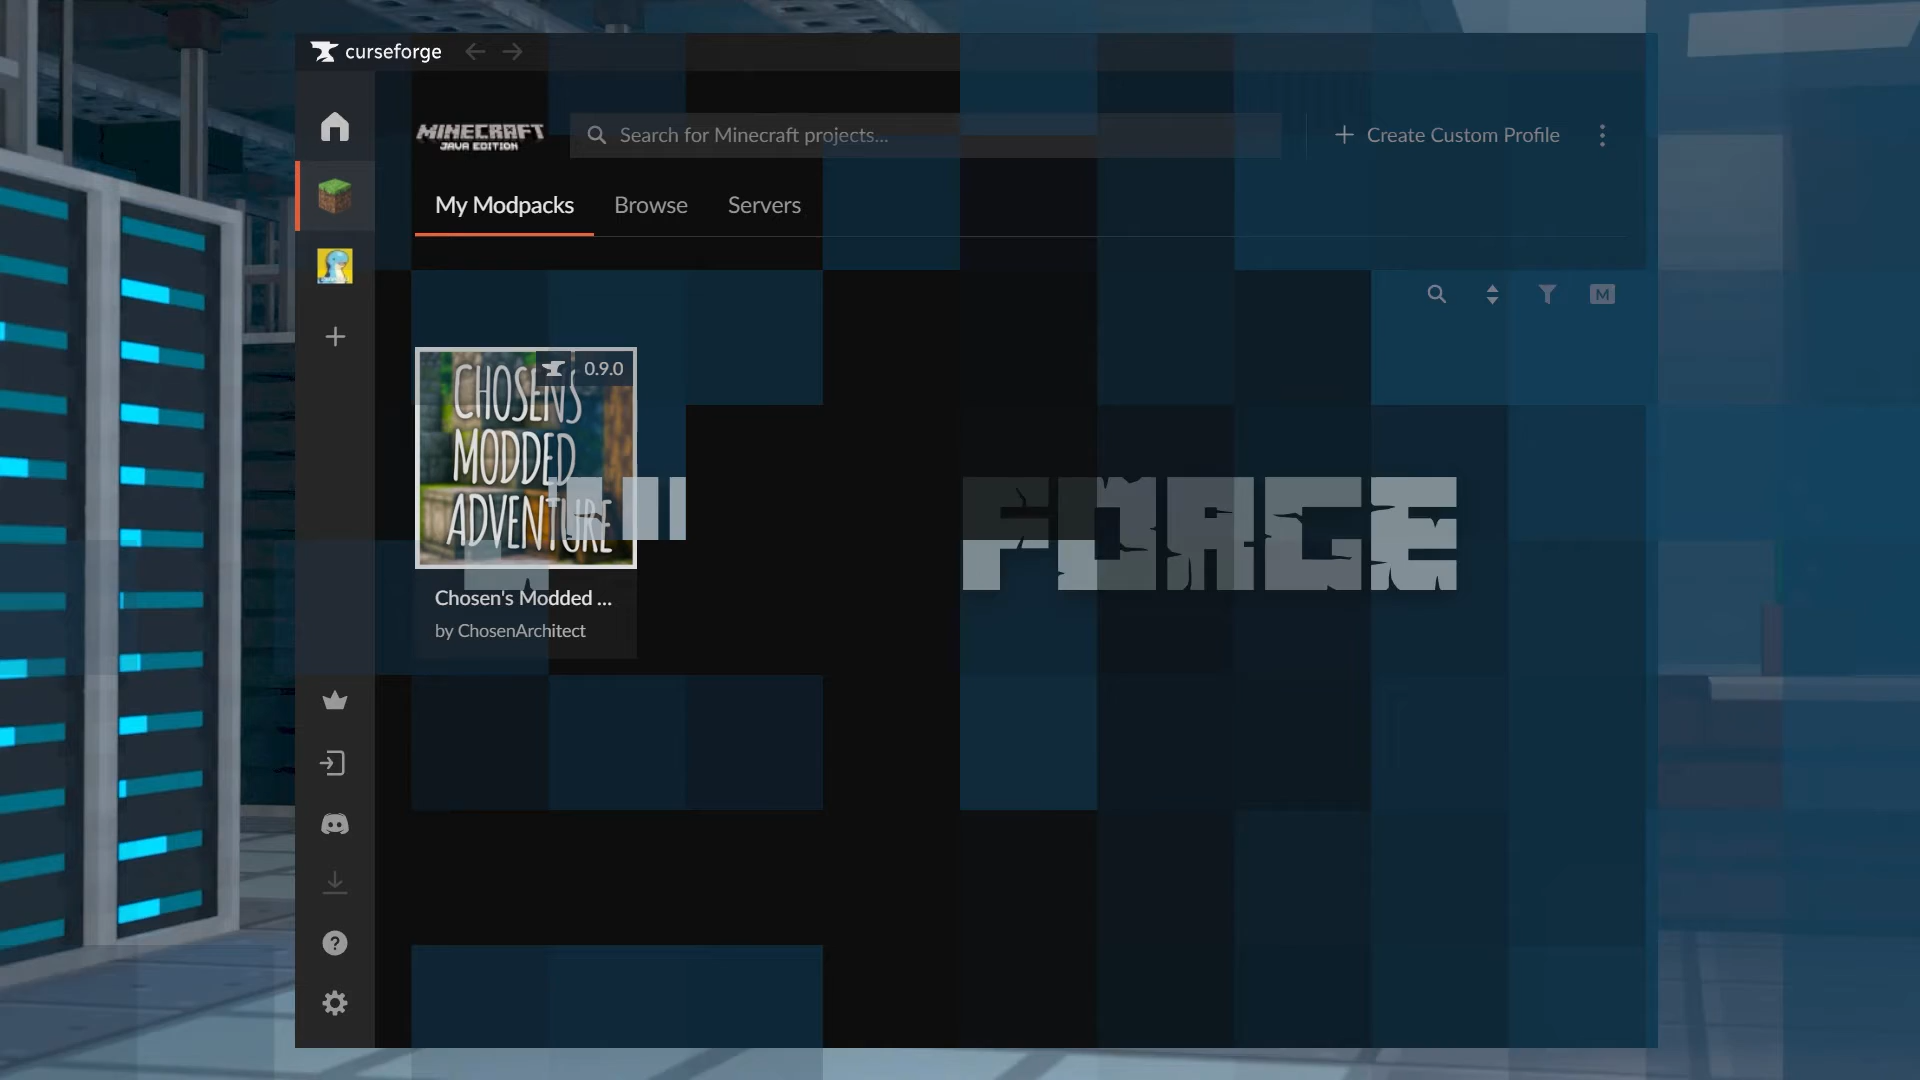 curseforge
MINECRAFT
JAVA EDITION
Search for Minecraft projects...
Create Custom Profile
My Modpacks
Browse
Servers
M
0.9.0
CHOSENS
MODDED
ADVENTURE
FORGE
Chosen's Modded ...
by ChosenArchitect